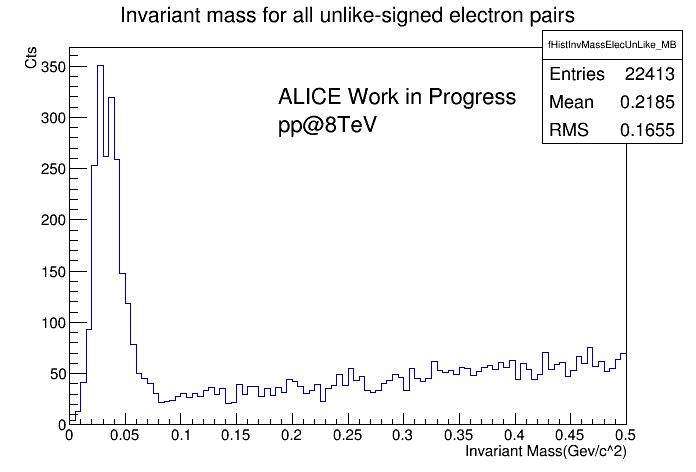 Invariant mass for all unlike-signed electron pairs
Cts
fHistInvMassElecUnLike_MB
Entries 22413
Mean 0.2185
RMS 0.1655
ALICE Work in Progress
pp@8TeV
350
300
250
200
150
100
50
0
0 0.05 0.1 0.15 0.2 0.25 0.3 0.35 0.4 0.45 0.5
Invariant Mass(Gev/c^2)